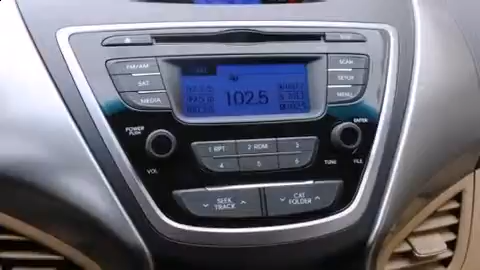 FM/AM
SCAN
SAT
SETUP
MEDIA
MENU
102.5
POWER
PUSH
ENTER
1 RPT
2 RDM
3
4
5
6
VOL
TUNE
FILE
SEEK
TRACK
CAT
FOLDER